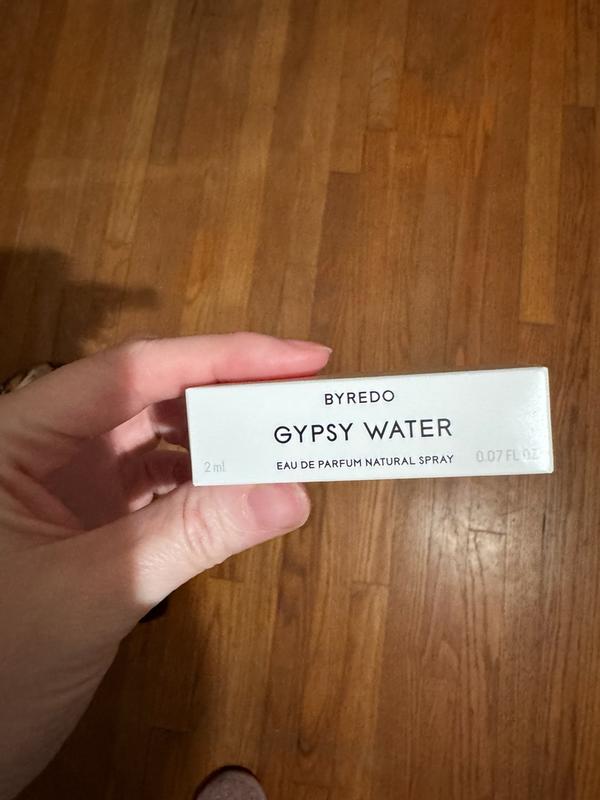 BYREDO
GYPSY WATER
2 ml EAU DE PARFUM NATURAL SPRAY 0.07 FL OZ